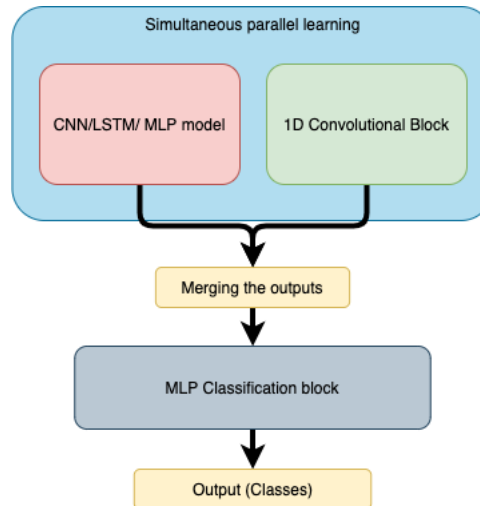 Simultaneous parallel learning
CNN/LSTM/ MLP model
1D Convolutional Block
Merging the outputs
MLP Classification block
Output (Classes)